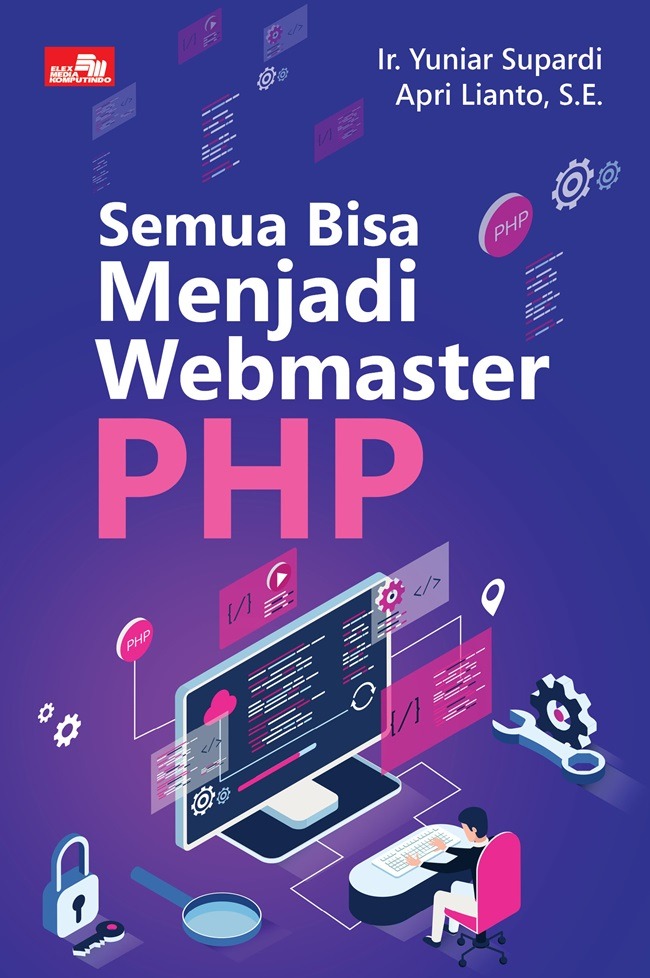 ELEX
MEDIA
KOMPUTINDO
Ir. Yuniar Supardi
Apri Lianto, S.E.
PHP
Semua Bisa
Menjadi
Webmaster
PHP
{/}
</>
PHP
{/}
</>